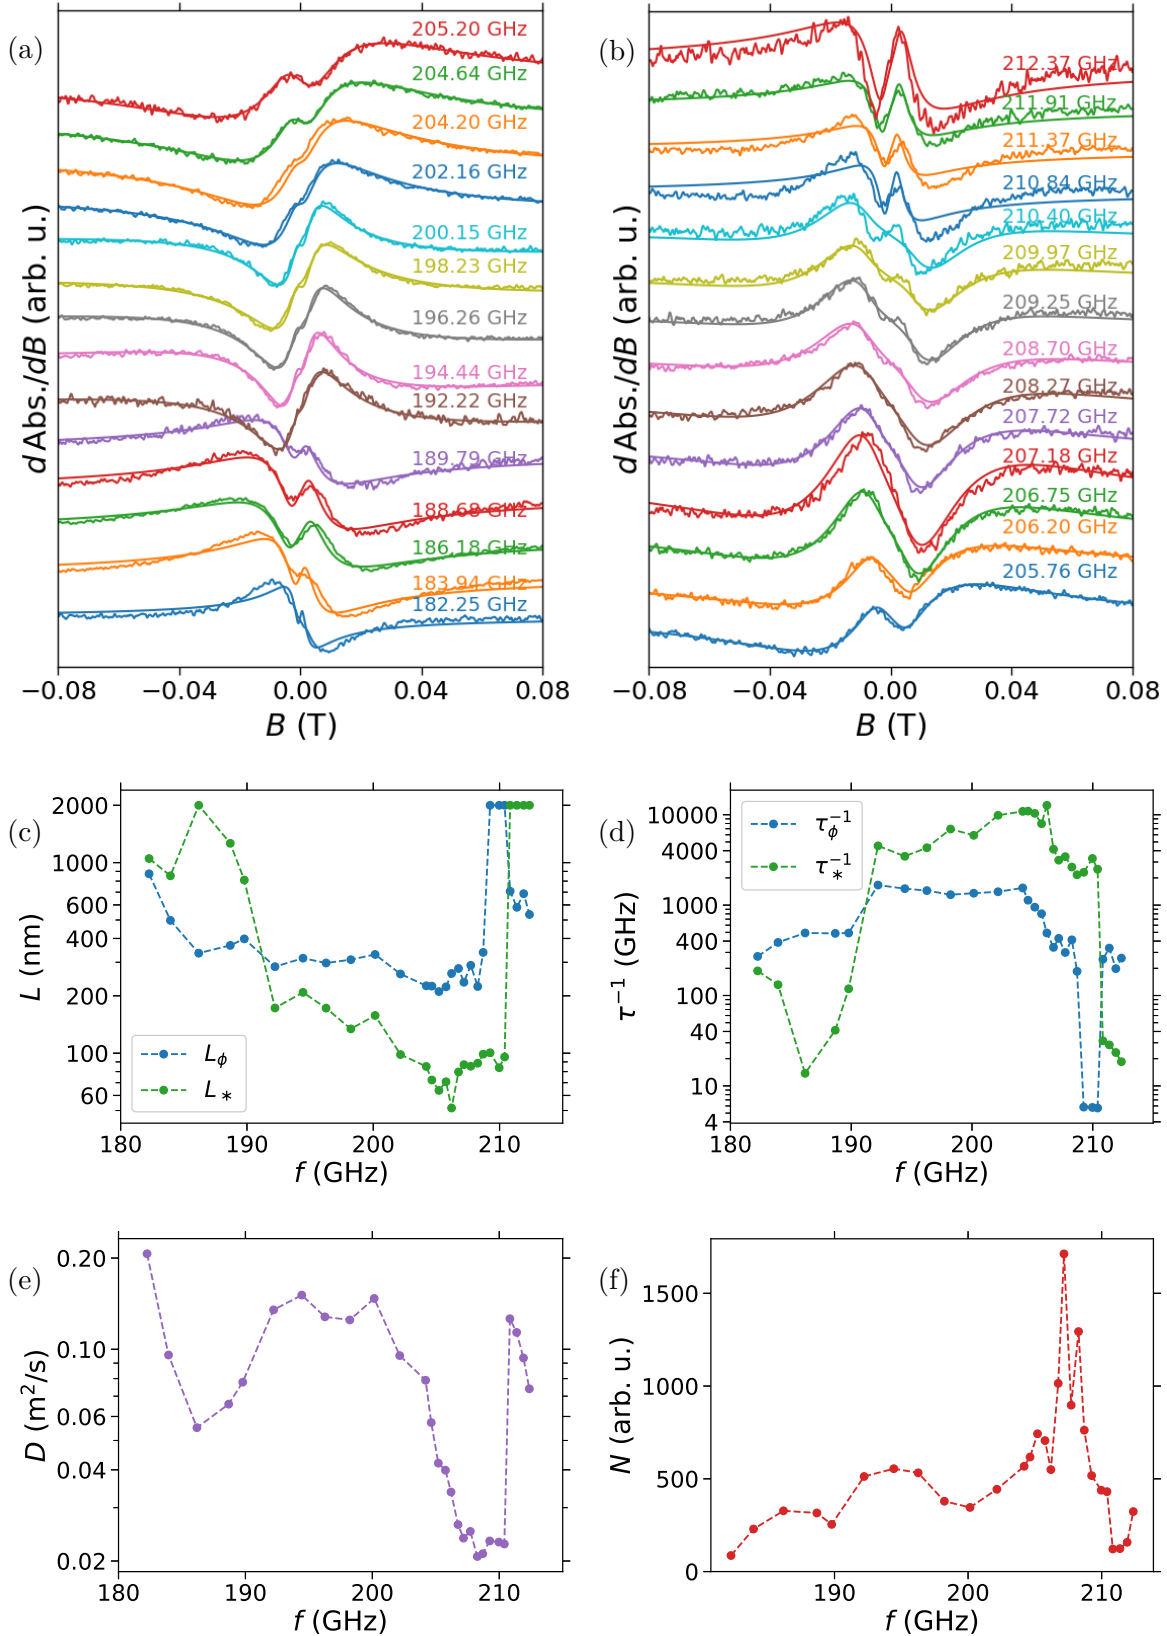 (a)
205.20 GHz
204.64 GHz
204.20 GHz
202.16 GHz
200.15 GHz
198.23 GHz
196.26 GHz
194.44 GHz
192.22 GHz
189.79 GHz
188.68 GHz
186.18 GHz
183.94 GHz
182.25 GHz
d Abs./dB (arb. u.)
−0.08 −0.04 0.00 0.04 0.08
B (T)
(b)
212.37 GHz
211.91 GHz
211.37 GHz
210.84 GHz
210.40 GHz
209.97 GHz
209.25 GHz
208.70 GHz
208.27 GHz
207.72 GHz
207.18 GHz
206.75 GHz
206.20 GHz
205.76 GHz
d Abs./dB (arb. u.)
−0.08 −0.04 0.00 0.04 0.08
B (T)
(c)
2000
1000
600
400
200
100
60
L (nm)
L_ϕ
L_*
180 190 200 210
f (GHz)
(d)
10000
4000
1000
400
100
40
10
4
τ⁻¹ (GHz)
τ_ϕ⁻¹
τ_*⁻¹
180 190 200 210
f (GHz)
(e)
0.20
0.10
0.06
0.04
0.02
D (m²/s)
180 190 200 210
f (GHz)
(f)
1500
1000
500
0
N (arb. u.)
190 200 210
f (GHz)